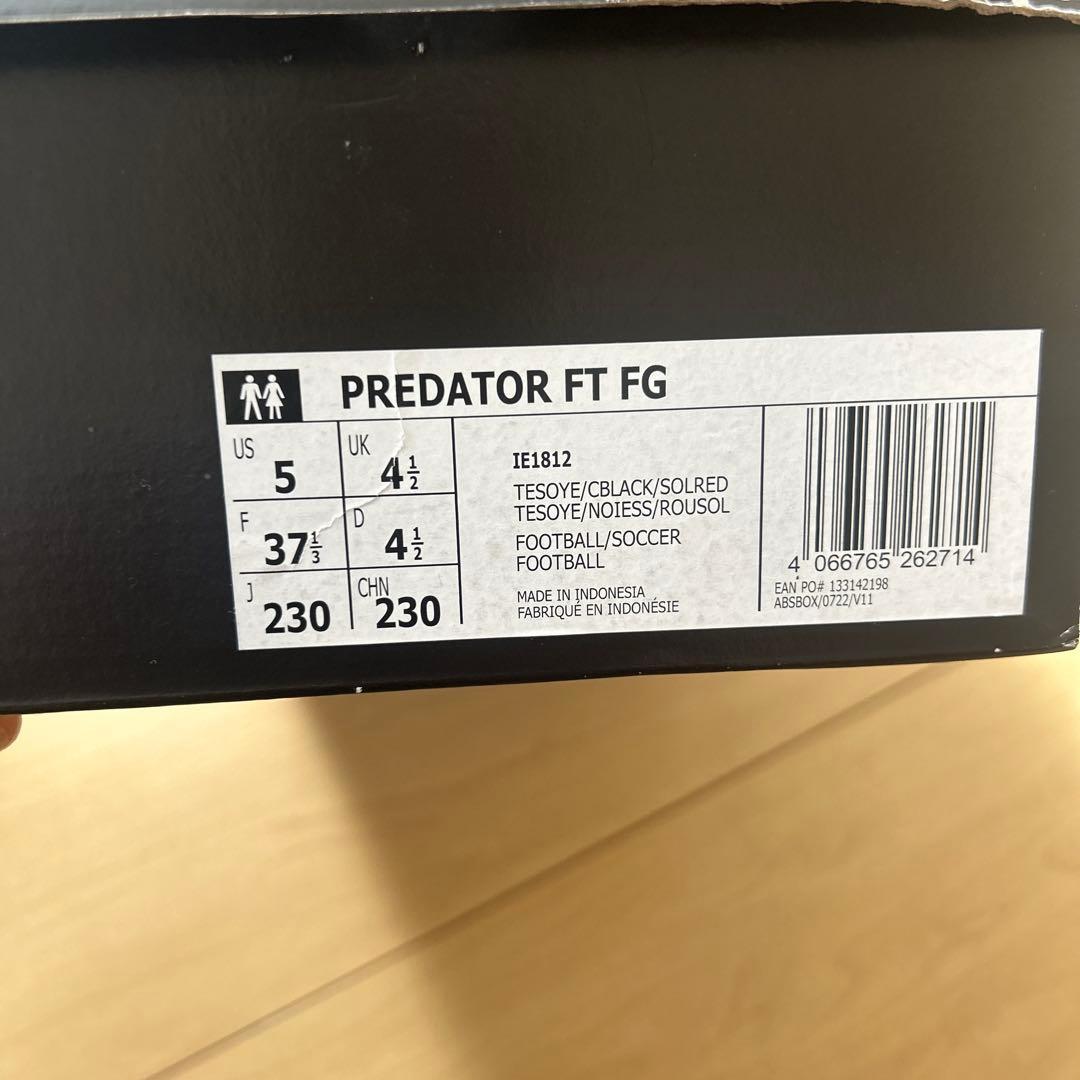 PREDATOR FT FG
US 5 UK 4 1/2
F 37 1/3 D 4 1/2
J 230 CHN 230
IE1812
TESOYE/CBLACK/SOLRED
TESOYE/NOIESS/ROUSOL
FOOTBALL/SOCCER
FOOTBALL
MADE IN INDONESIA
FABRIQUÉ EN INDONÉSIE
4 066765 262714
EAN PO# 133142198
ABSBOX/0722/V11